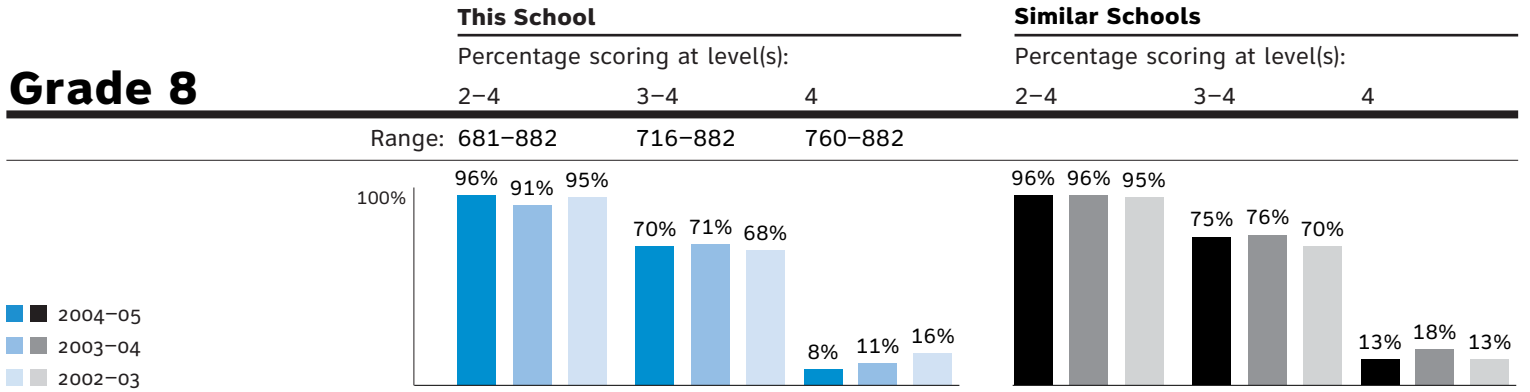 This School Similar Schools
Percentage scoring at level(s): Percentage scoring at level(s):
Grade 8 2–4 3–4 4 2–4 3–4 4
Range: 681–882 716–882 760–882
96% 91% 95% 70% 71% 68% 8% 11% 16% 96% 96% 95% 75% 76% 70% 13% 18% 13%
100%
2004–05
2003–04
2002–03